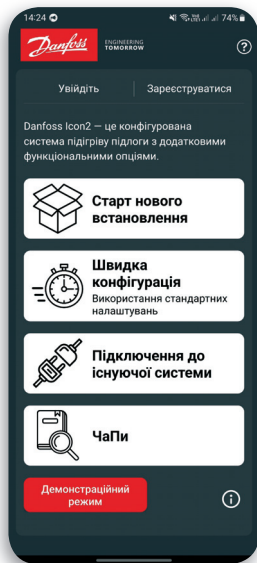 14:24
74%
Danfoss
ENGINEERING
TOMORROW
Увійдіть
Зареєструватися
Danfoss Icon2 – це конфігурована
система підігріву підлоги з додатковими
функціональними опціями.
Старт нового
встановлення
Швидка
конфігурація
Використання стандартних
налаштувань
Підключення до
існуючої системи
ЧаПи
Демонстраційний
режим